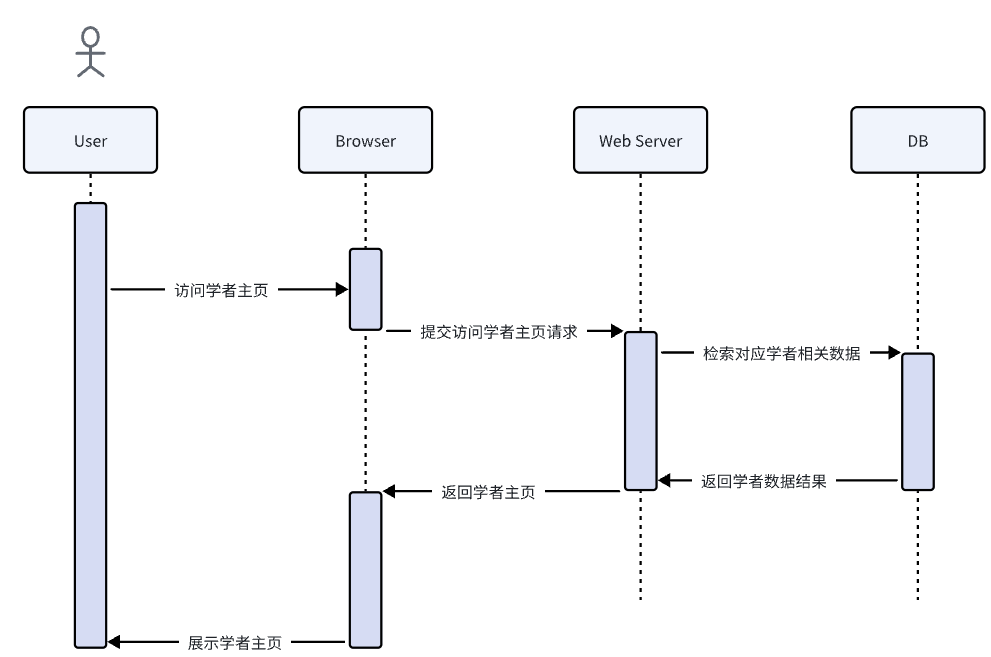 User
Browser
Web Server
DB
访问学者主页
提交访问学者主页请求
检索对应学者相关数据
返回学者数据结果
返回学者主页
展示学者主页